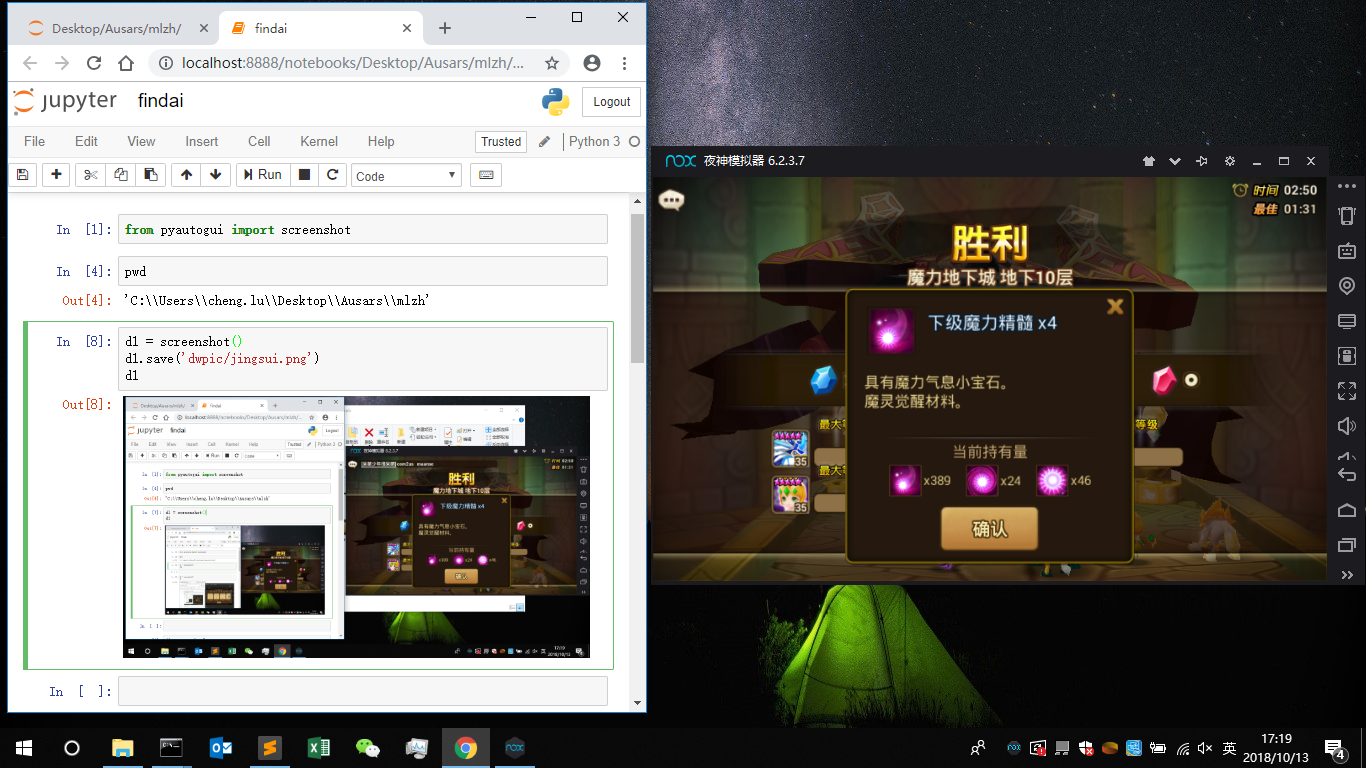 Desktop/Ausars/mlzh/
findai
localhost:8888/notebooks/Desktop/Ausars/mlzh/...
jupyter findai
Logout
File Edit View Insert Cell Kernel Help
Trusted
Python 3
Run
Code
In [1]: from pyautogui import screenshot
In [4]: pwd
Out[4]: 'C:\\Users\\cheng.lu\\Desktop\\Ausars\\mlzh'
In [8]: d1 = screenshot()
d1.save('dwpic/jingsui.png')
d1
Out[8]:
In [ ]:
nox 夜神模拟器 6.2.3.7
时间 02:50
最佳 01:31
胜利
魔力地下城 地下10层
下级魔力精髓 x4
具有魔力气息小宝石。
魔灵觉醒材料。
当前持有量
x389 x24 x46
确认
最大
等级
35
最大
35
英
17:19
2018/10/13
4